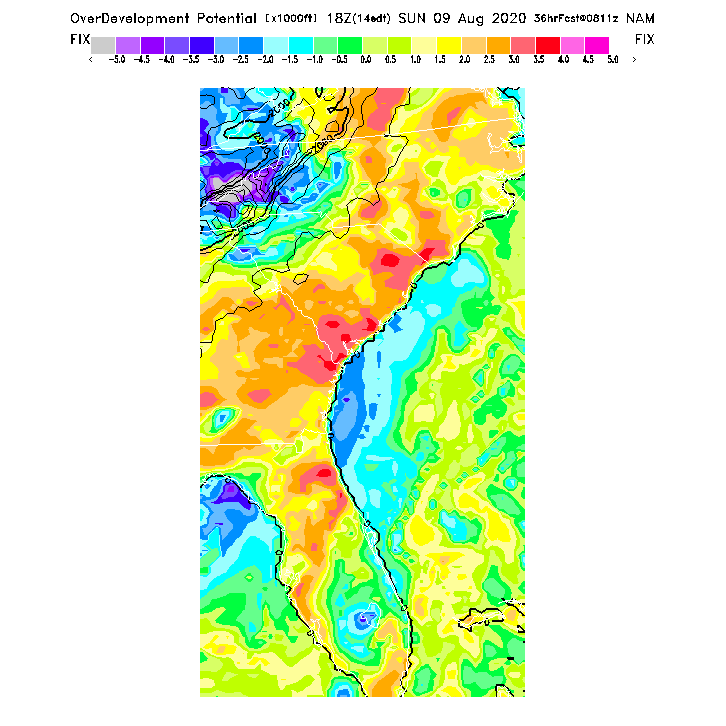 OverDevelopment Potential [x1000ft] 18Z(14edt) SUN 09 Aug 2020 36hrFcst@0811z NAM
FIX FIX
< -5.0 -4.5 -4.0 -3.5 -3.0 -2.5 -2.0 -1.5 -1.0 -0.5 0.0 0.5 1.0 1.5 2.0 2.5 3.0 3.5 4.0 4.5 5.0 >